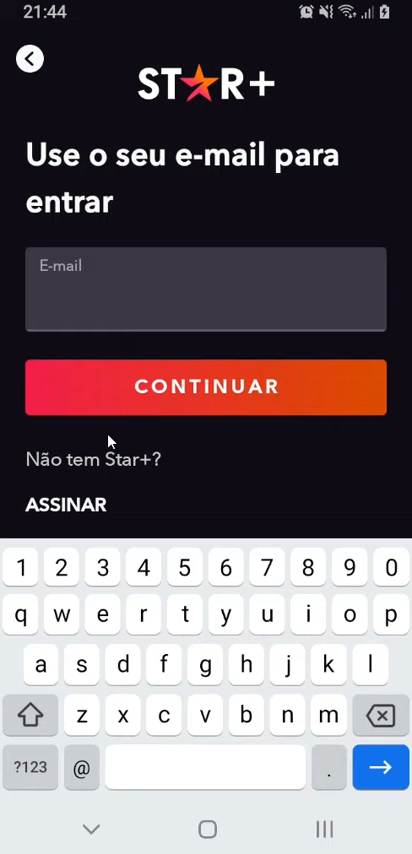 21:44
ST★R+
Use o seu e-mail para
entrar
E-mail
CONTINUAR
Não tem Star+?
ASSINAR
1 2 3 4 5 6 7 8 9 0
q w e r t y u i o p
a s d f g h j k l
z x c v b n m
?123 @ .